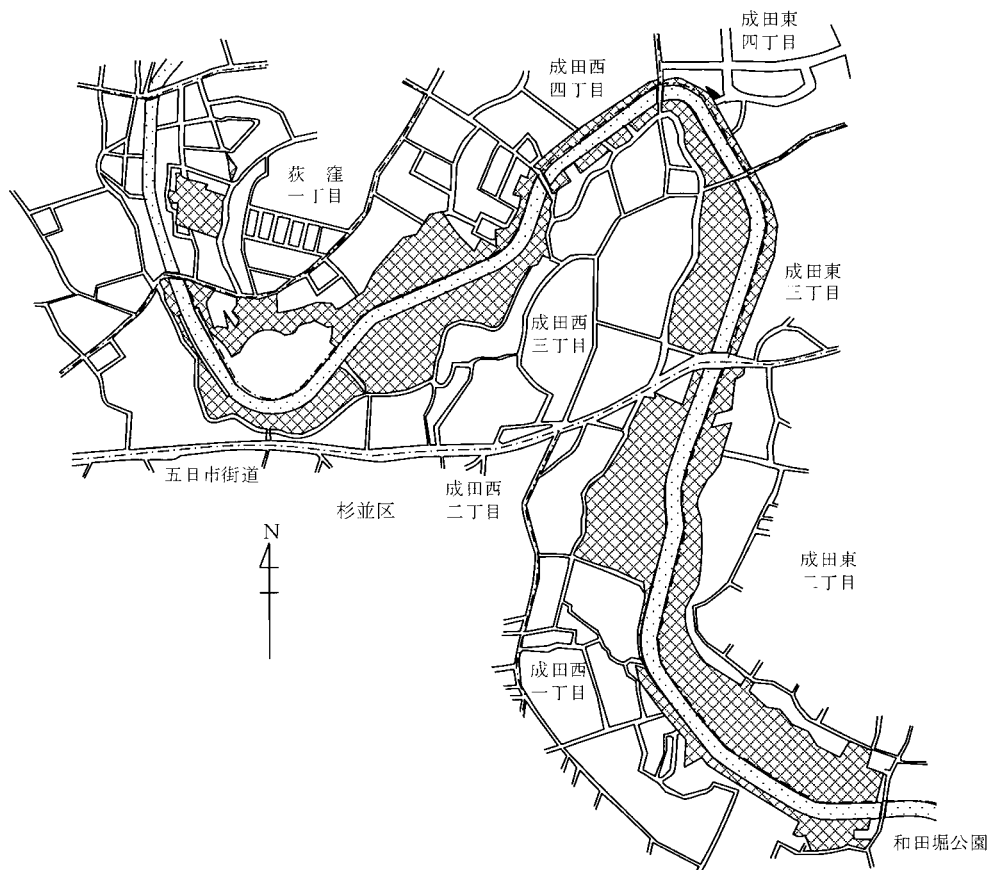 成田東
四丁目
成田西
四丁目
荻窪
一丁目
成田東
三丁目
成田西
三丁目
五日市街道
成田西
二丁目
杉並区
N
成田東
二丁目
成田西
一丁目
和田堀公園